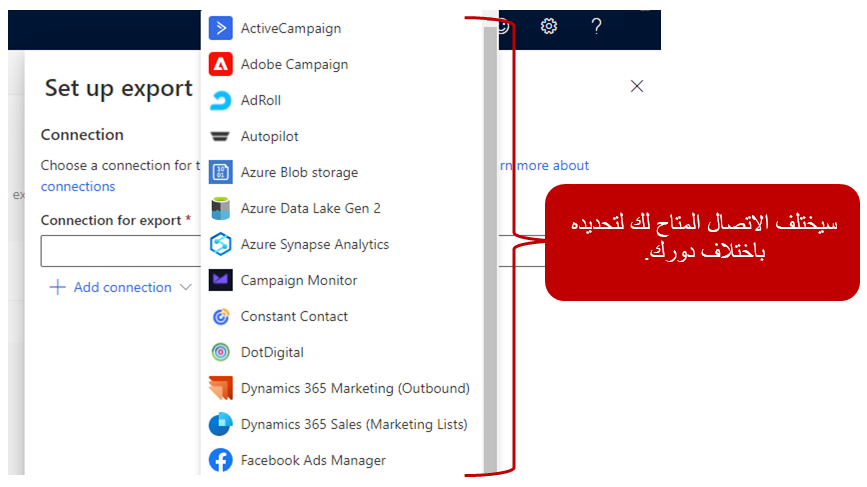 Set up export
Connection
Choose a connection for t
rn more about
connections
ex
Connection for export *
Add connection
ActiveCampaign
Adobe Campaign
AdRoll
Autopilot
Azure Blob storage
Azure Data Lake Gen 2
Azure Synapse Analytics
Campaign Monitor
Constant Contact
DotDigital
Dynamics 365 Marketing (Outbound)
Dynamics 365 Sales (Marketing Lists)
Facebook Ads Manager
سيختلف الاتصال المتاح لك لتحديده
باختلاف دورك.